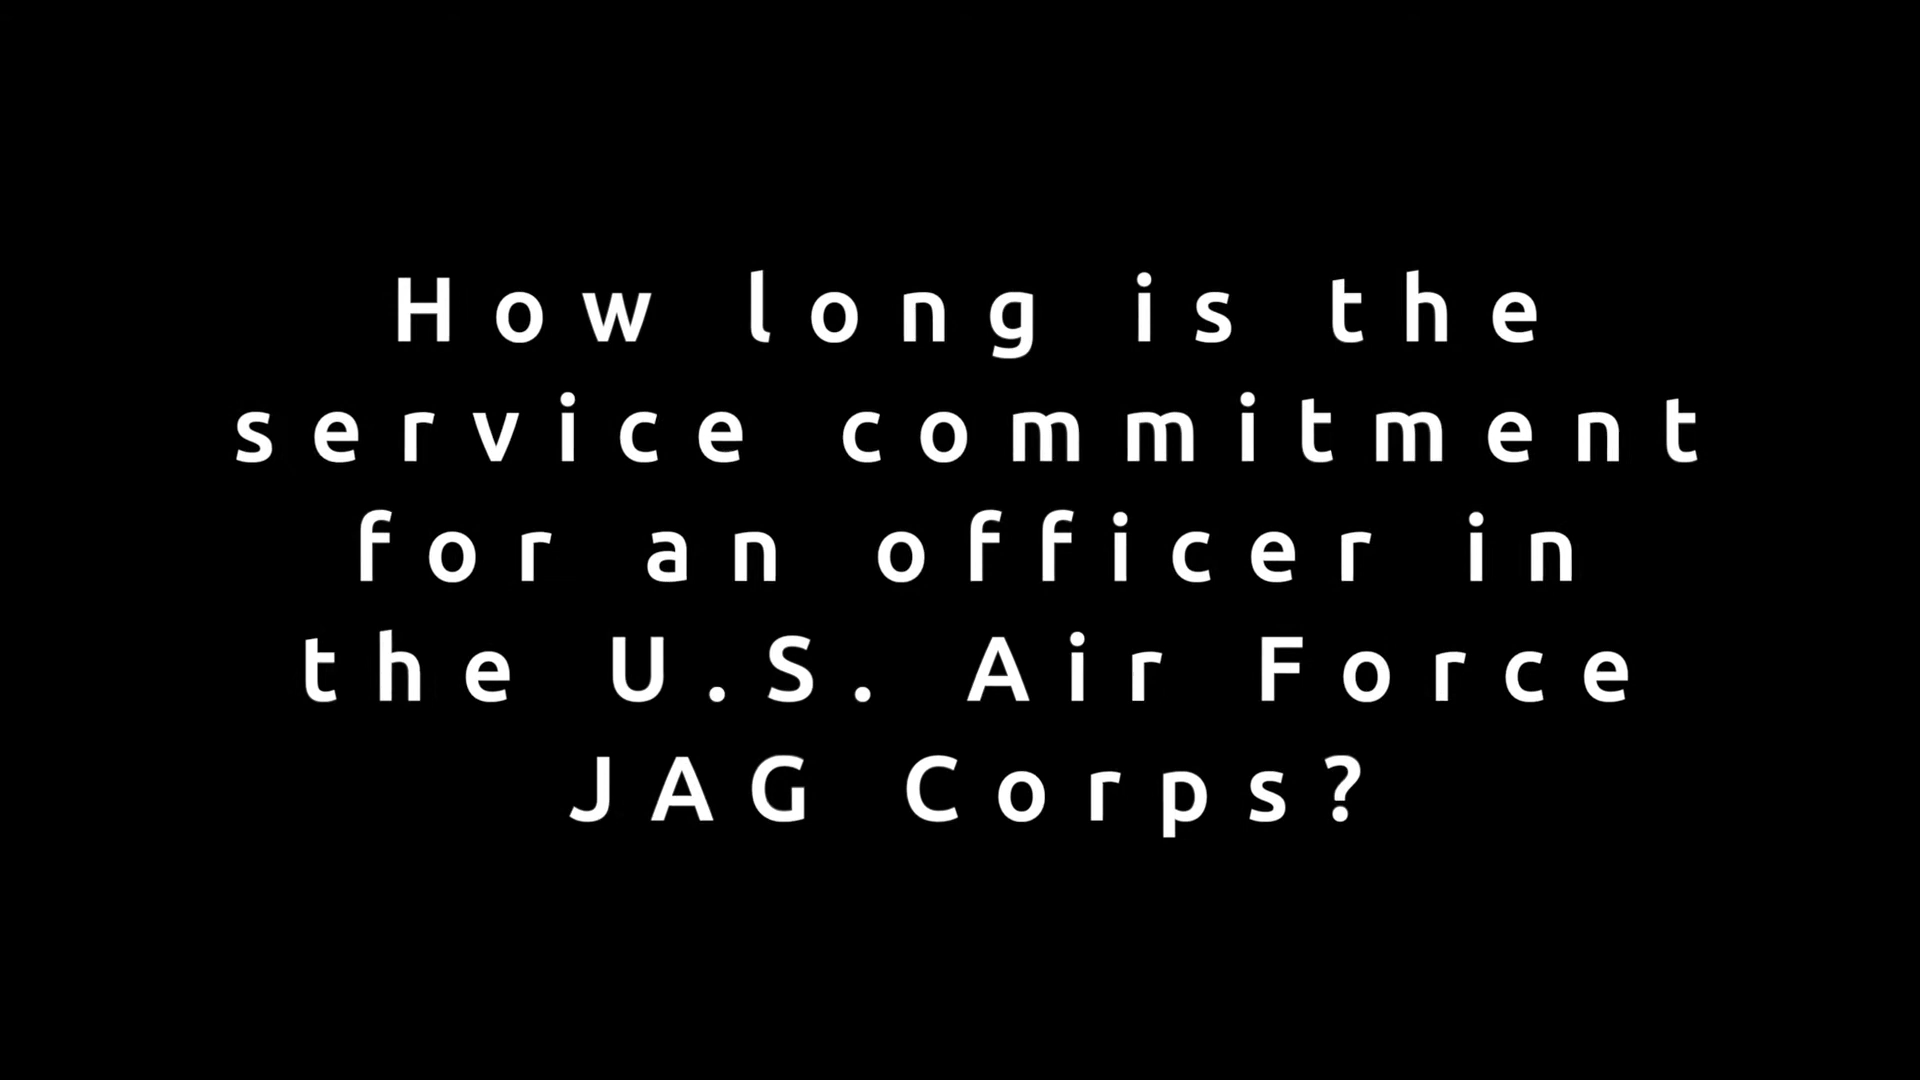 How long is the
service commitment
for an officer in
the U.S. Air Force
JAG Corps?